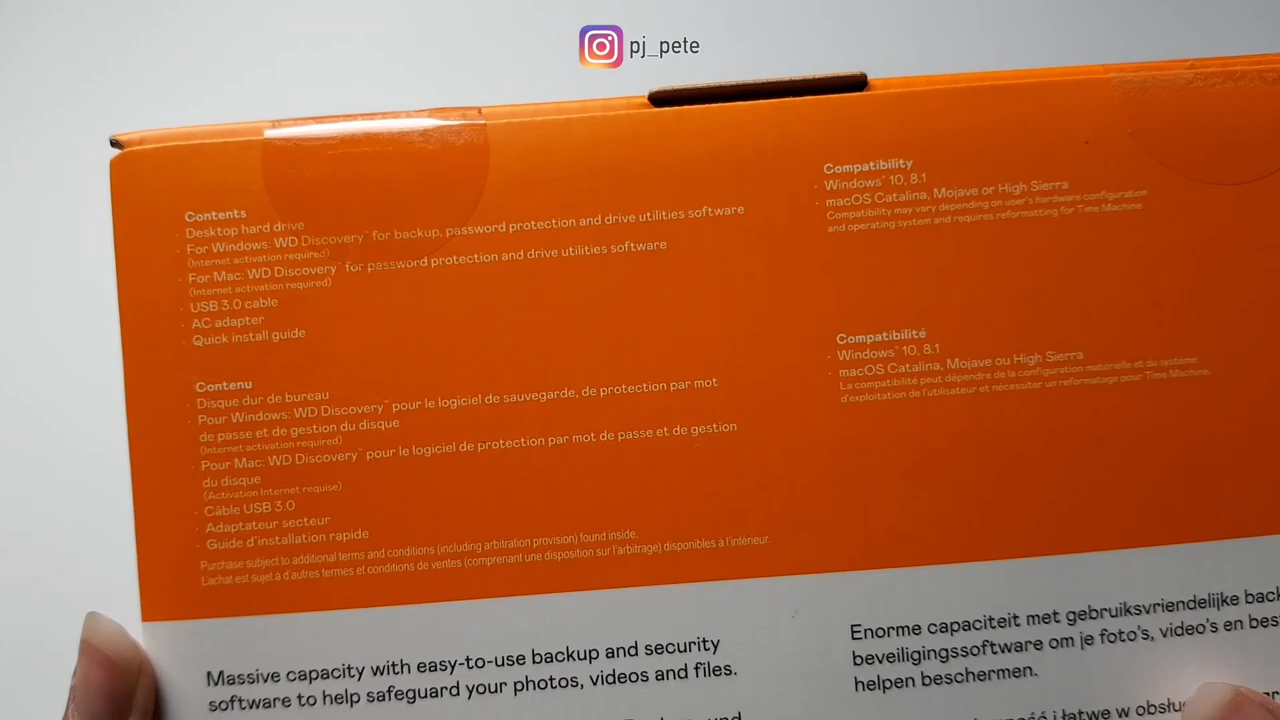 pj_pete
Contents
· Desktop hard drive
· For Windows: WD Discovery™ for backup, password protection and drive utilities software
(Internet activation required)
· For Mac: WD Discovery™ for password protection and drive utilities software
(Internet activation required)
· USB 3.0 cable
· AC adapter
· Quick install guide
Compatibility
· Windows® 10, 8.1
· macOS Catalina, Mojave or High Sierra
Compatibility may vary depending on user's hardware configuration
and operating system and requires reformatting for Time Machine
Contenu
· Disque dur de bureau
· Pour Windows: WD Discovery™ pour le logiciel de sauvegarde, de protection par mot
de passe et de gestion du disque
(Internet activation required)
· Pour Mac: WD Discovery™ pour le logiciel de protection par mot de passe et de gestion
du disque
(Activation Internet requise)
· Câble USB 3.0
· Adaptateur secteur
· Guide d'installation rapide
Compatibilité
· Windows® 10, 8.1
· macOS Catalina, Mojave ou High Sierra
La compatibilité peut dépendre de la configuration matérielle et du système
d'exploitation de l'utilisateur et nécessiter un reformatage pour Time Machine.
Purchase subject to additional terms and conditions (including arbitration provision) found inside.
L'achat est sujet à d'autres termes et conditions de ventes (comprenant une disposition sur l'arbitrage) disponibles à l'intérieur.
Massive capacity with easy-to-use backup and security
software to help safeguard your photos, videos and files.
Enorme capaciteit met gebruiksvriendelijke back
beveiligingssoftware om je foto's, video's en bes
helpen beschermen.
i łatwe w obsłu